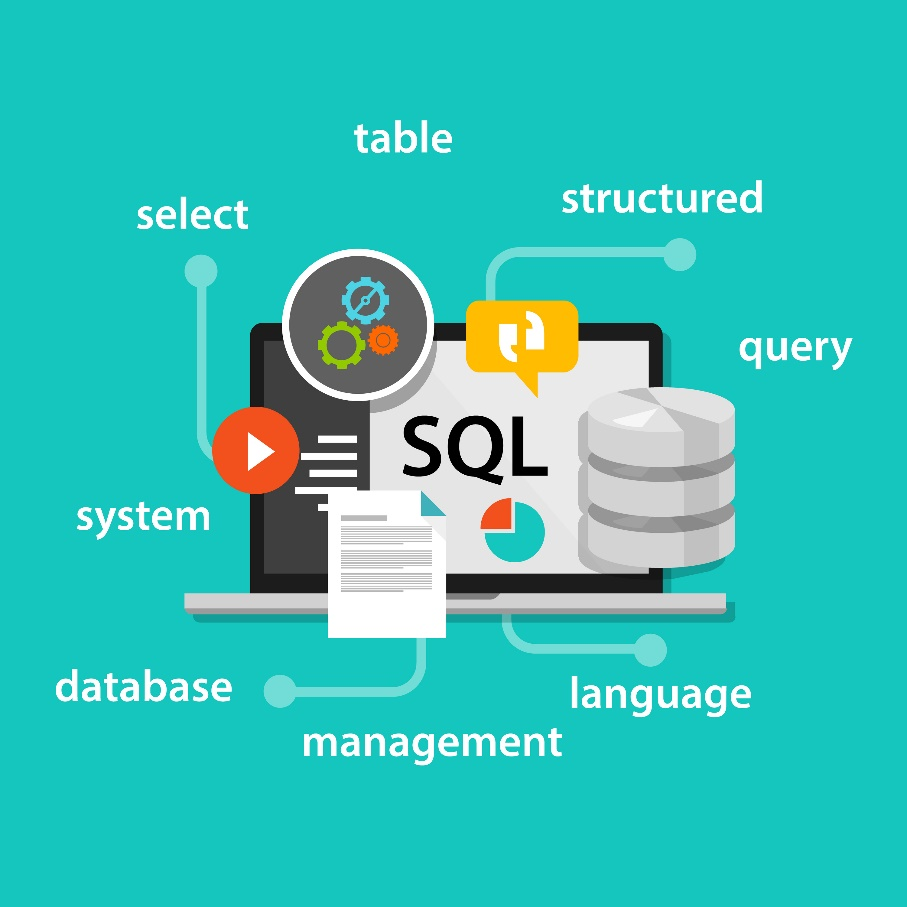 table
structured
select
query
SQL
system
database
language
management